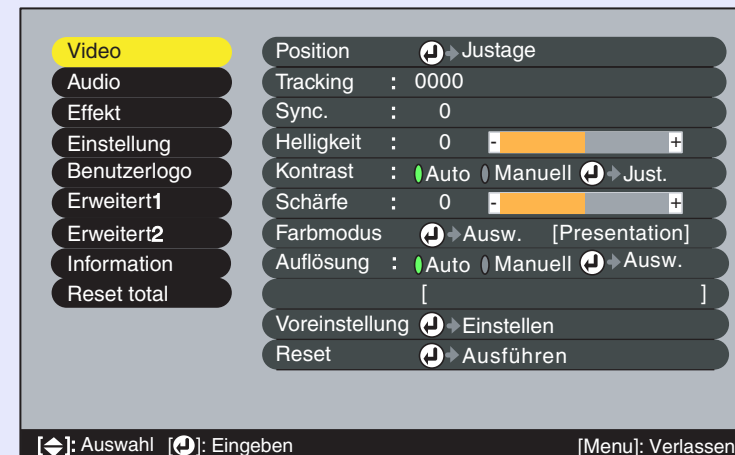 Video
Audio
Effekt
Einstellung
Benutzerlogo
Erweitert1
Erweitert2
Information
Reset total
Position Justage
Tracking : 0000
Sync. : 0
Helligkeit : 0 - +
Kontrast : Auto Manuell Just.
Schärfe : 0 - +
Farbmodus Ausw. [Presentation]
Auflösung : Auto Manuell Ausw.
[ ]
Voreinstellung Einstellen
Reset Ausführen
[ ]: Auswahl [ ]: Eingeben [Menu]: Verlassen